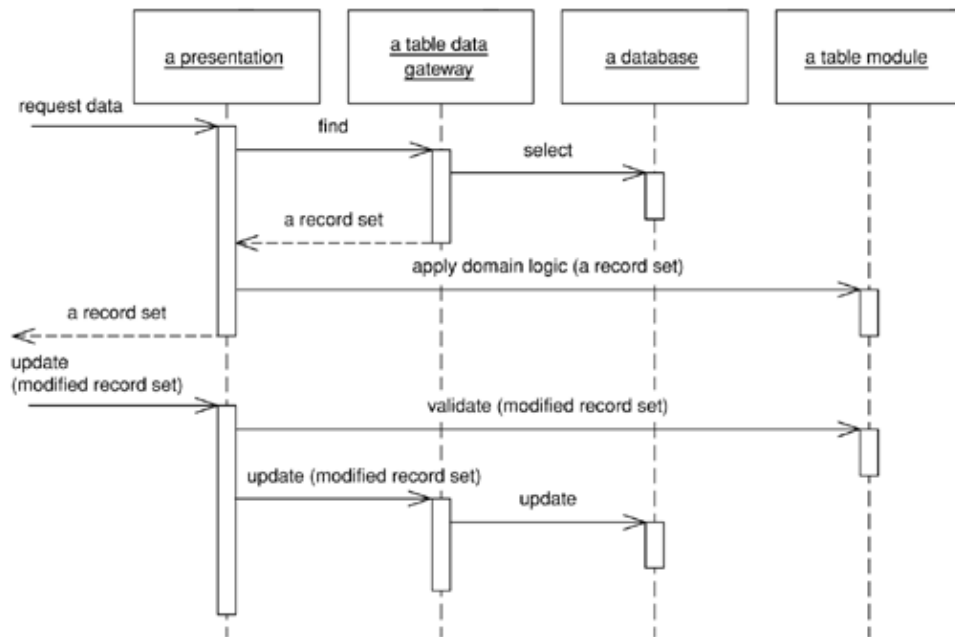 a presentation
a table data
gateway
a database
a table module
request data
find
select
a record set
apply domain logic (a record set)
a record set
update
(modified record set)
validate (modified record set)
update (modified record set)
update